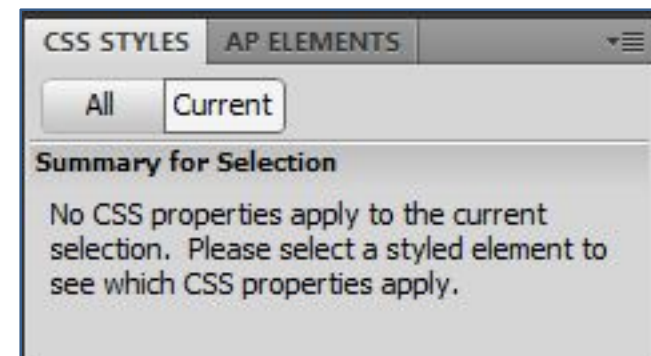 CSS STYLES AP ELEMENTS
All Current
Summary for Selection
No CSS properties apply to the current
selection. Please select a styled element to
see which CSS properties apply.